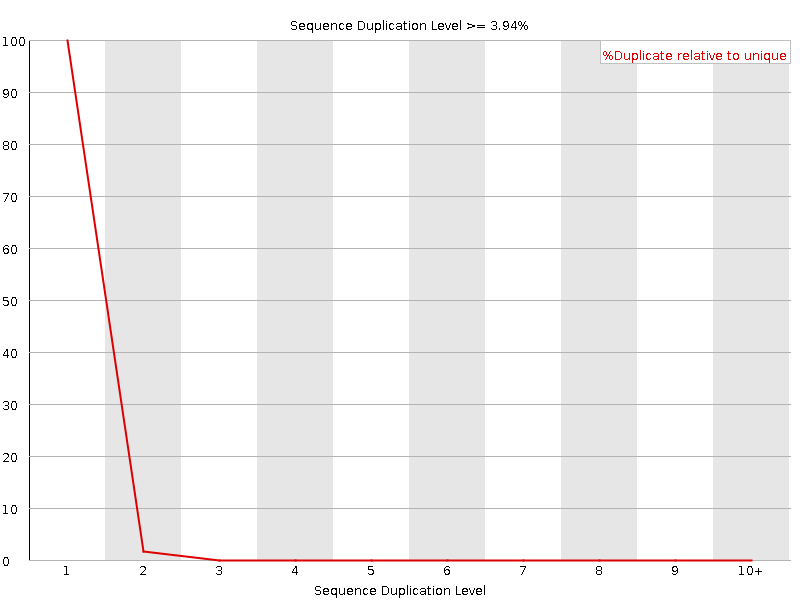 Sequence Duplication Level >= 3.94%
%Duplicate relative to unique
100
90
80
70
60
50
40
30
20
10
0
1 2 3 4 5 6 7 8 9 10+
Sequence Duplication Level